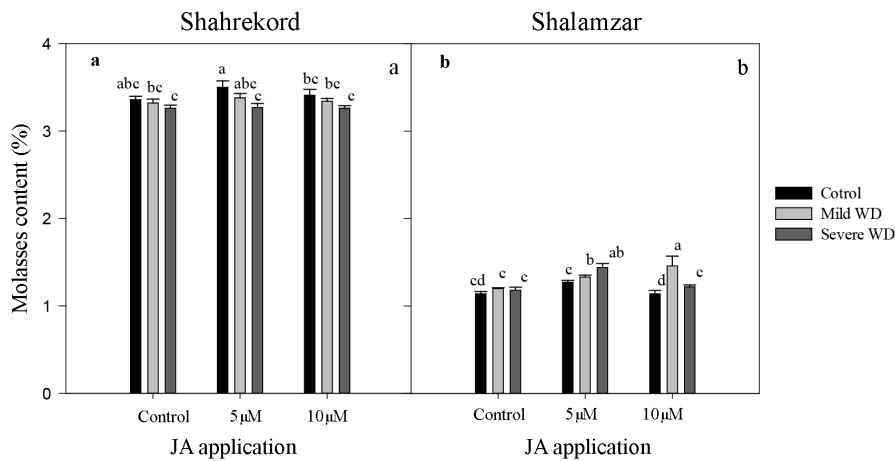 Shahrekord Shalamzar
4
a a b b
abc bc c a abc c bc bc c
3
Molasses content (%)
Cotrol
Mild WD
Severe WD
2
cd c c c b ab d a c
1
0
Control 5 µM 10 µM Control 5 µM 10 µM
JA application JA application